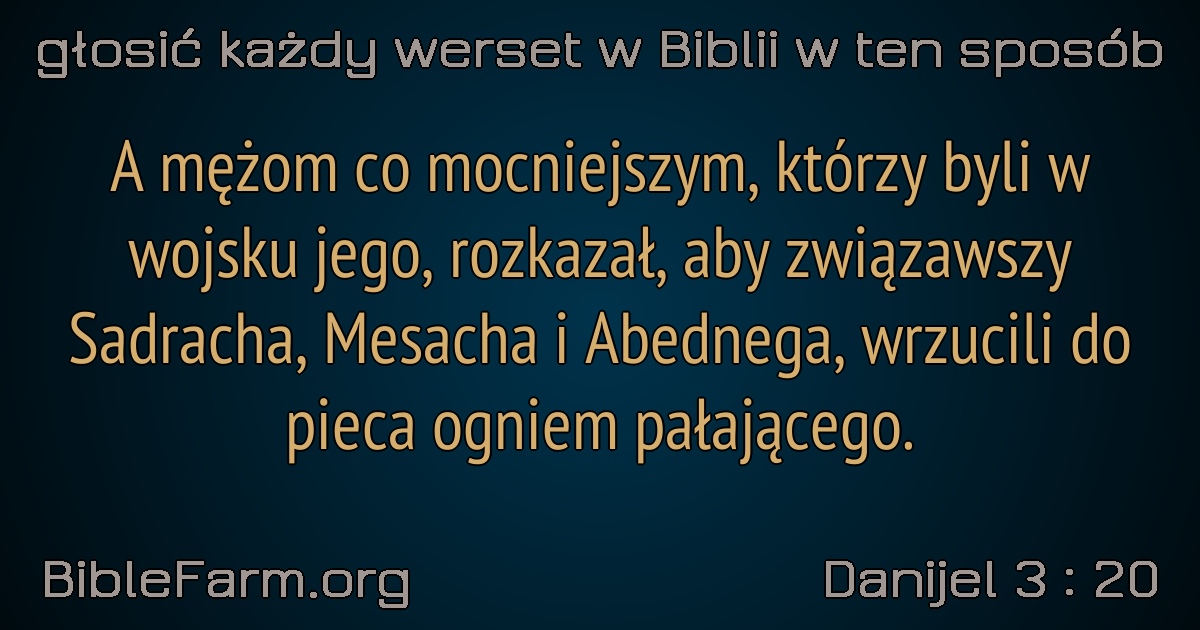 głosić każdy werset w Biblii w ten sposób
A mężom co mocniejszym, którzy byli w
wojsku jego, rozkazał, aby związawszy
Sadracha, Mesacha i Abednega, wrzucili do
pieca ogniem pałającego.
BibleFarm.org
Danijel 3 : 20